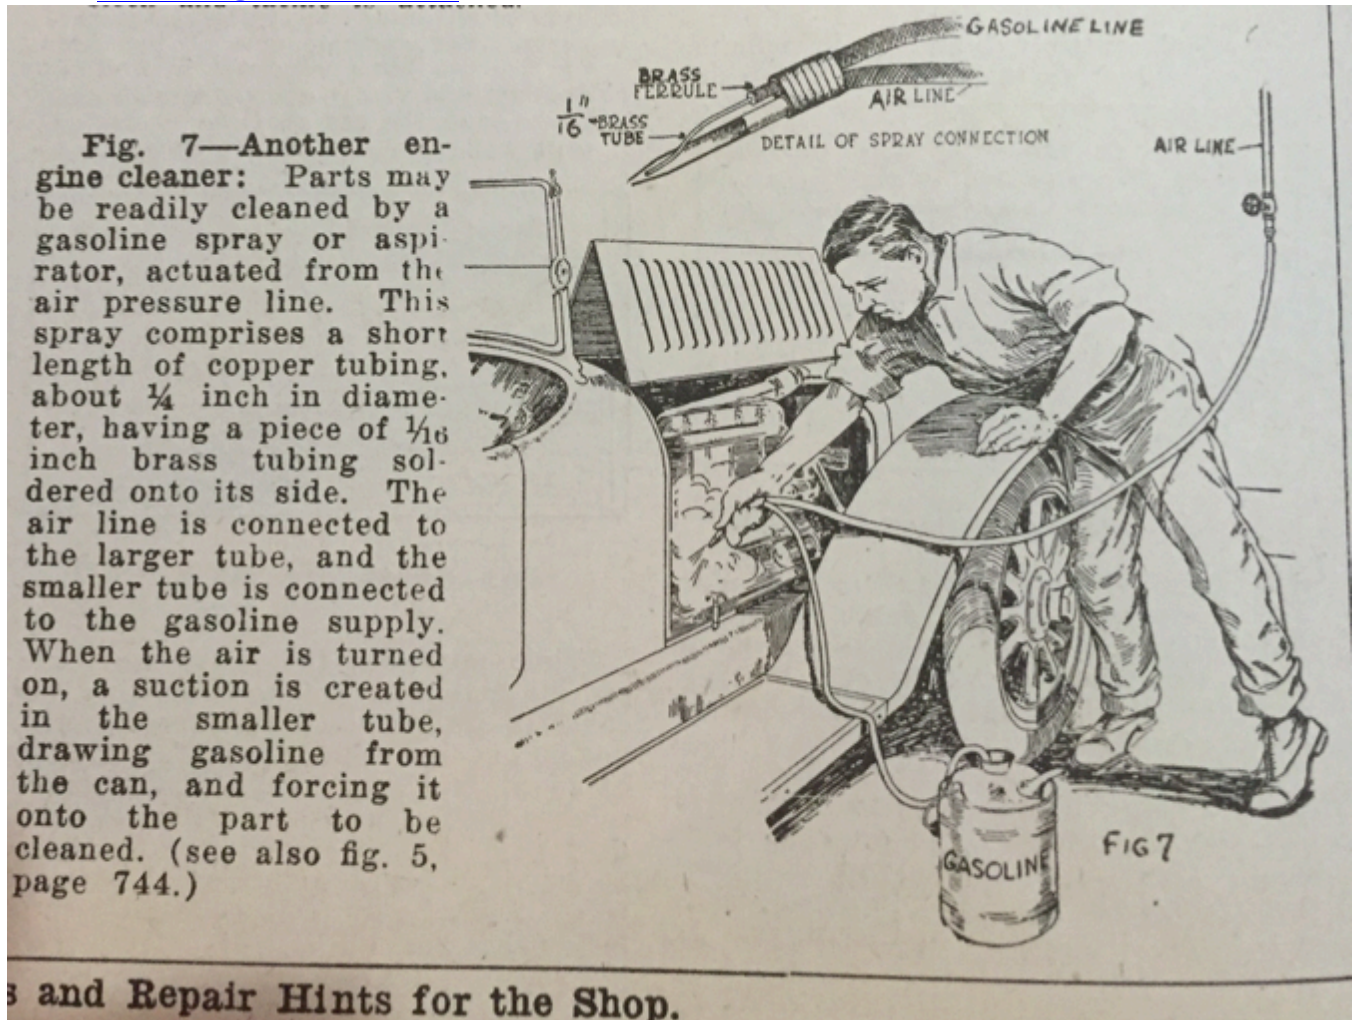 Fig. 7—Another en-
gine cleaner: Parts may
be readily cleaned by a
gasoline spray or aspi-
rator, actuated from the
air pressure line. This
spray comprises a short
length of copper tubing,
about ¼ inch in diame-
ter, having a piece of 1/16
inch brass tubing sol-
dered onto its side. The
air line is connected to
the larger tube, and the
smaller tube is connected
to the gasoline supply.
When the air is turned
on, a suction is created
in the smaller tube,
drawing gasoline from
the can, and forcing it
onto the part to be
cleaned. (see also fig. 5,
page 744.)
GASOLINE LINE
BRASS
FERRULE
AIR LINE
1/16" BRASS
TUBE
DETAIL OF SPRAY CONNECTION
AIR LINE
GASOLINE
FIG 7
s and Repair Hints for the Shop.